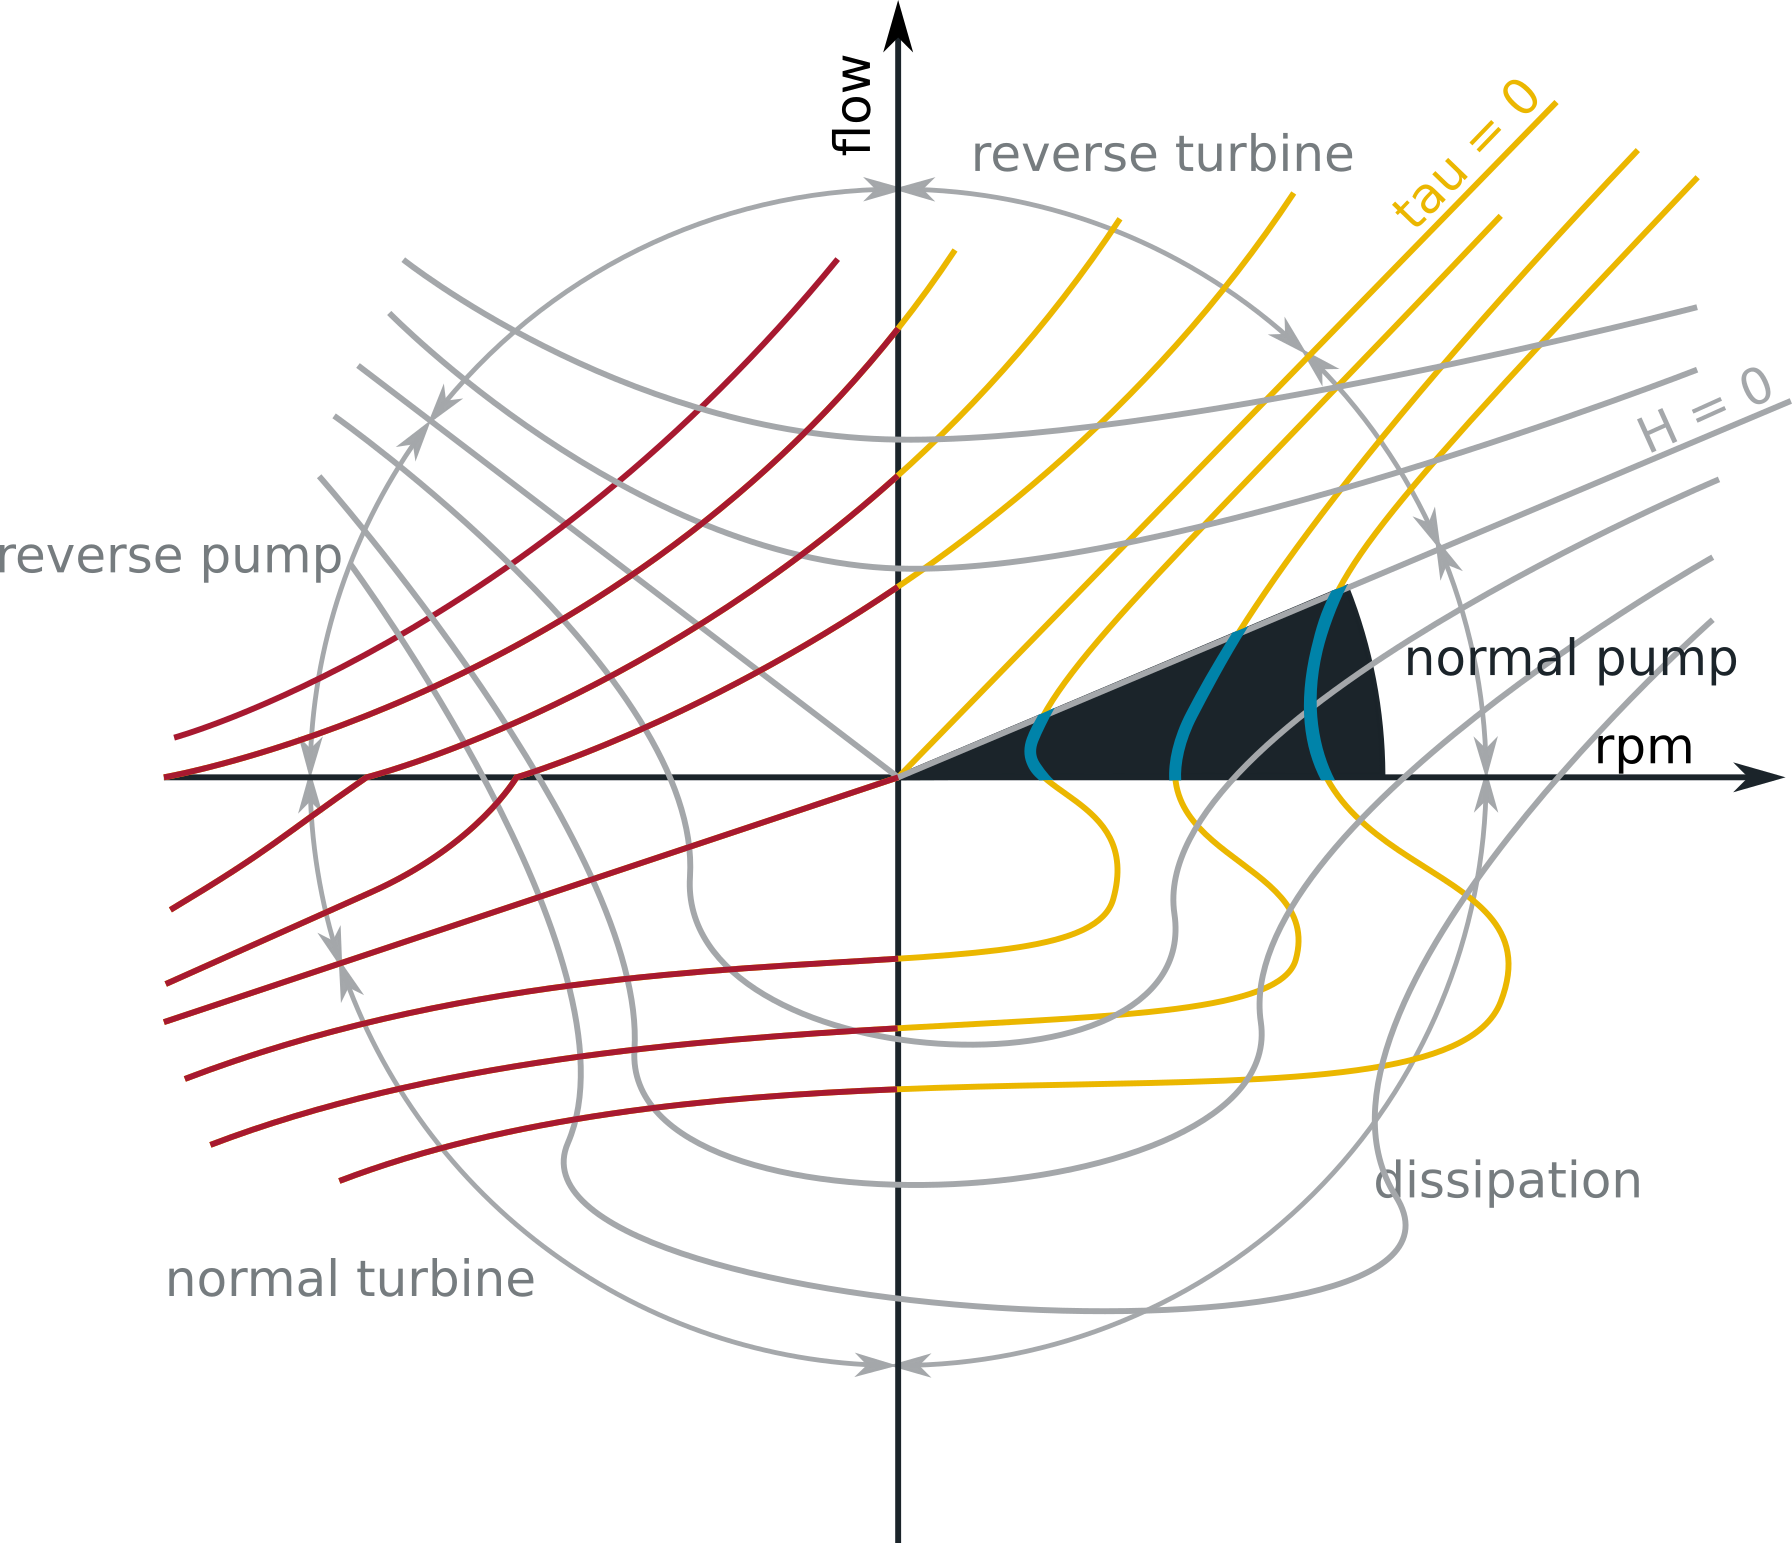 flow
reverse turbine
tau = 0
H = 0
reverse pump
normal pump
rpm
dissipation
normal turbine